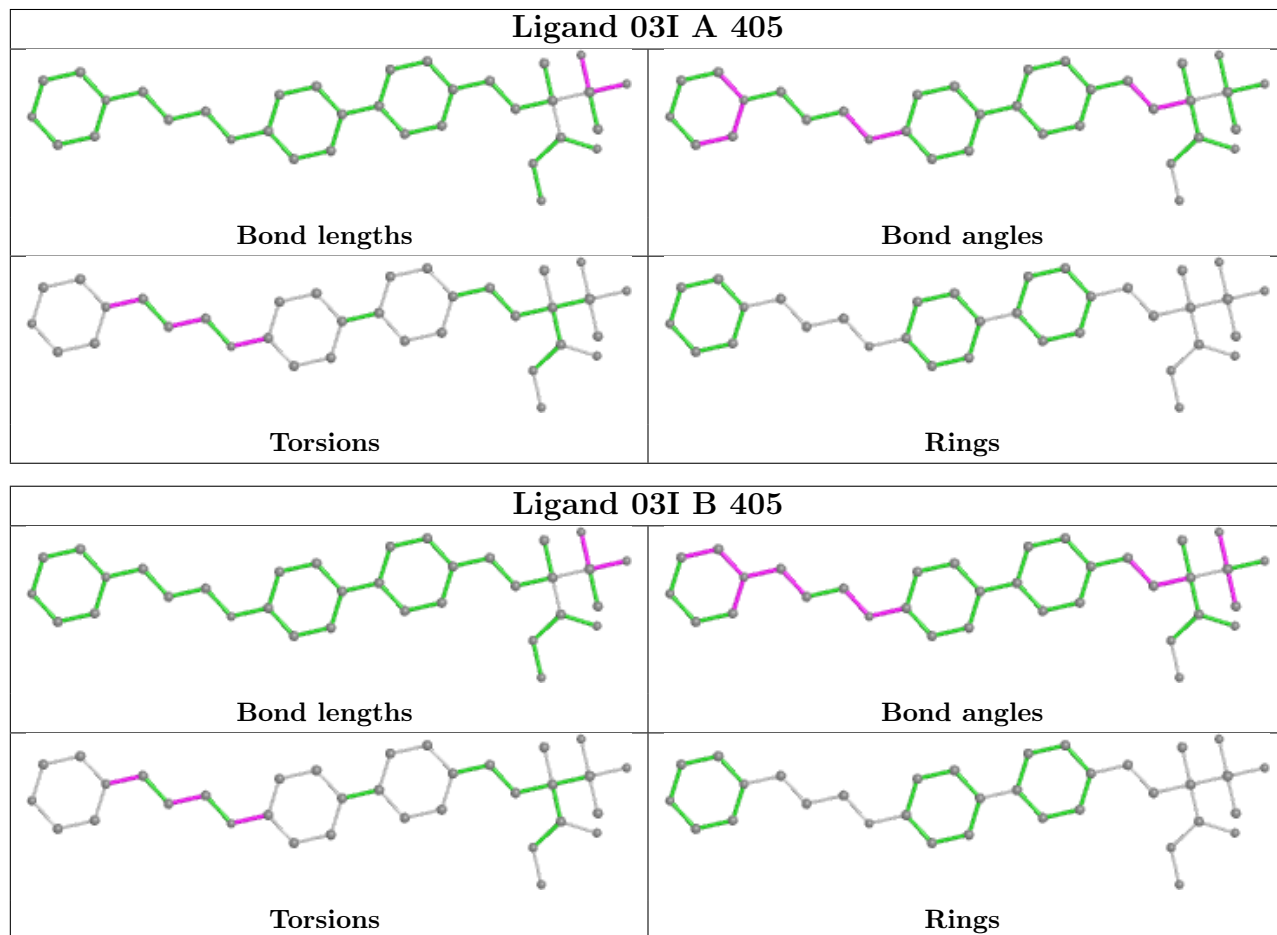 Ligand 03I A 405
Bond lengths
Bond angles
Torsions
Rings
Ligand 03I B 405
Bond lengths
Bond angles
Torsions
Rings